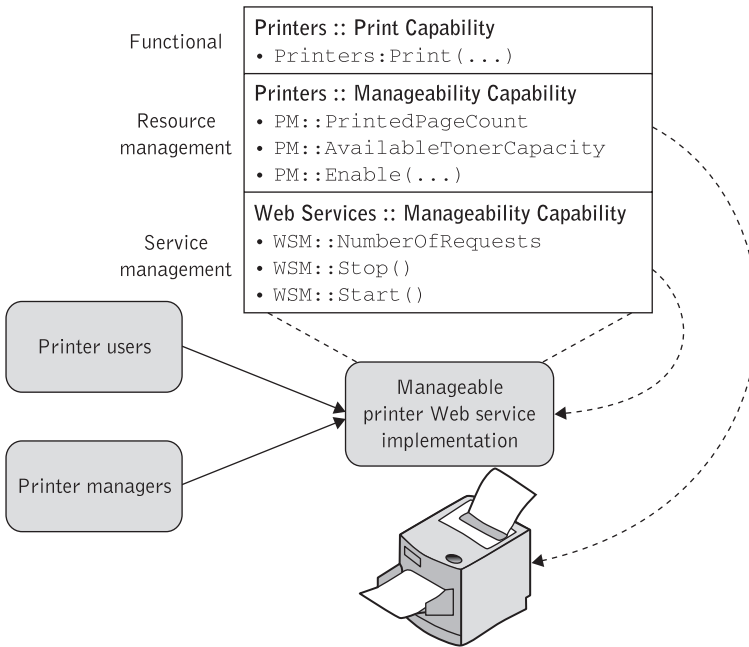 Functional
Printers :: Print Capability
• Printers:Print(...)
Resource
management
Printers :: Manageability Capability
• PM::PrintedPageCount
• PM::AvailableTonerCapacity
• PM::Enable(...)
Service
management
Web Services :: Manageability Capability
• WSM::NumberOfRequests
• WSM::Stop()
• WSM::Start()
Printer users
Manageable
printer Web service
implementation
Printer managers